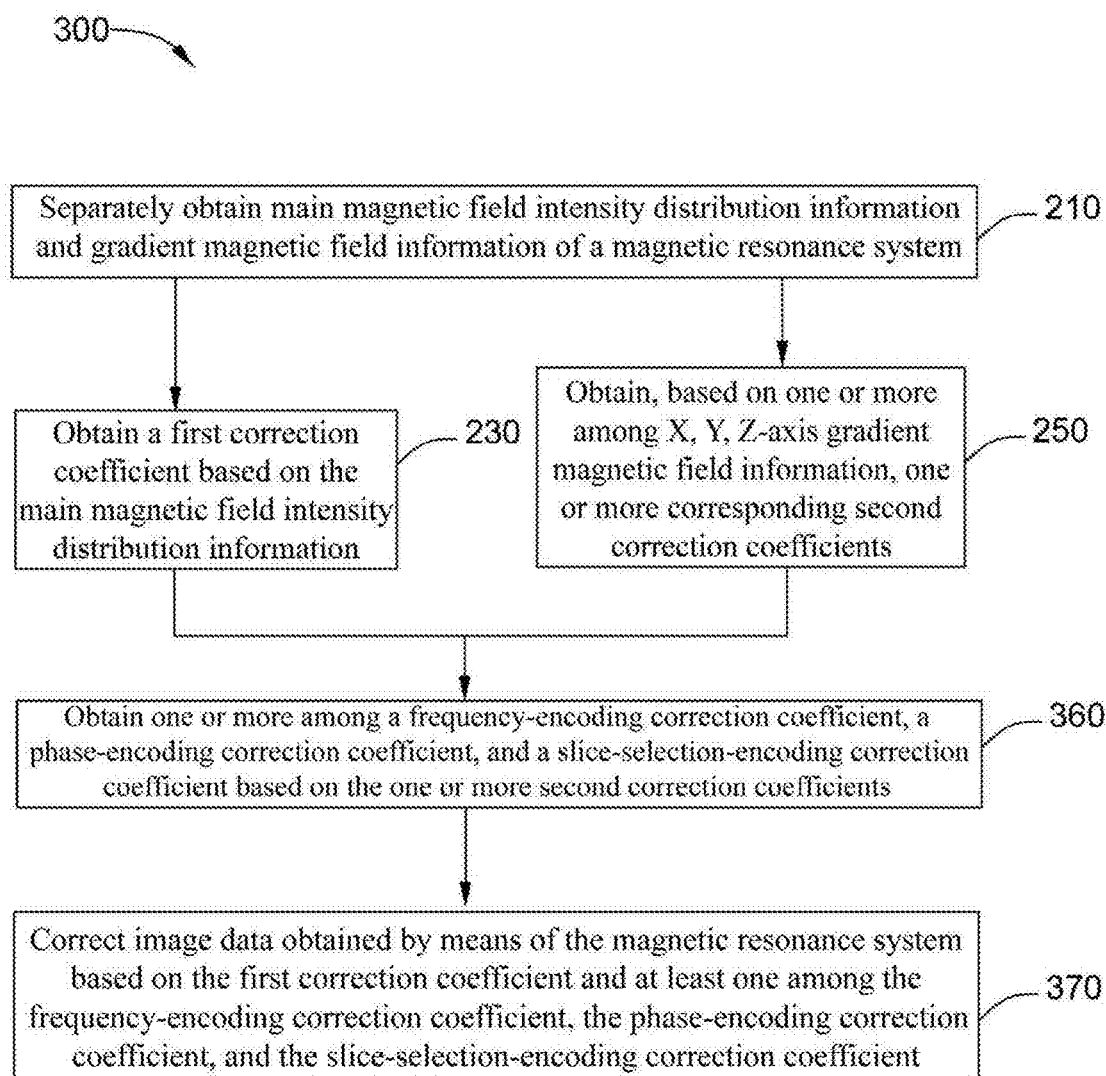 300
Separately obtain main magnetic field intensity distribution information
and gradient magnetic field information of a magnetic resonance system
210
Obtain a first correction
coefficient based on the
main magnetic field intensity
distribution information
230
Obtain, based on one or more
among X, Y, Z-axis gradient
magnetic field information, one
or more corresponding second
correction coefficients
250
Obtain one or more among a frequency-encoding correction coefficient, a
phase-encoding correction coefficient, and a slice-selection-encoding correction
coefficient based on the one or more second correction coefficients
360
Correct image data obtained by means of the magnetic resonance system
based on the first correction coefficient and at least one among the
frequency-encoding correction coefficient, the phase-encoding correction
coefficient, and the slice-selection-encoding correction coefficient
370